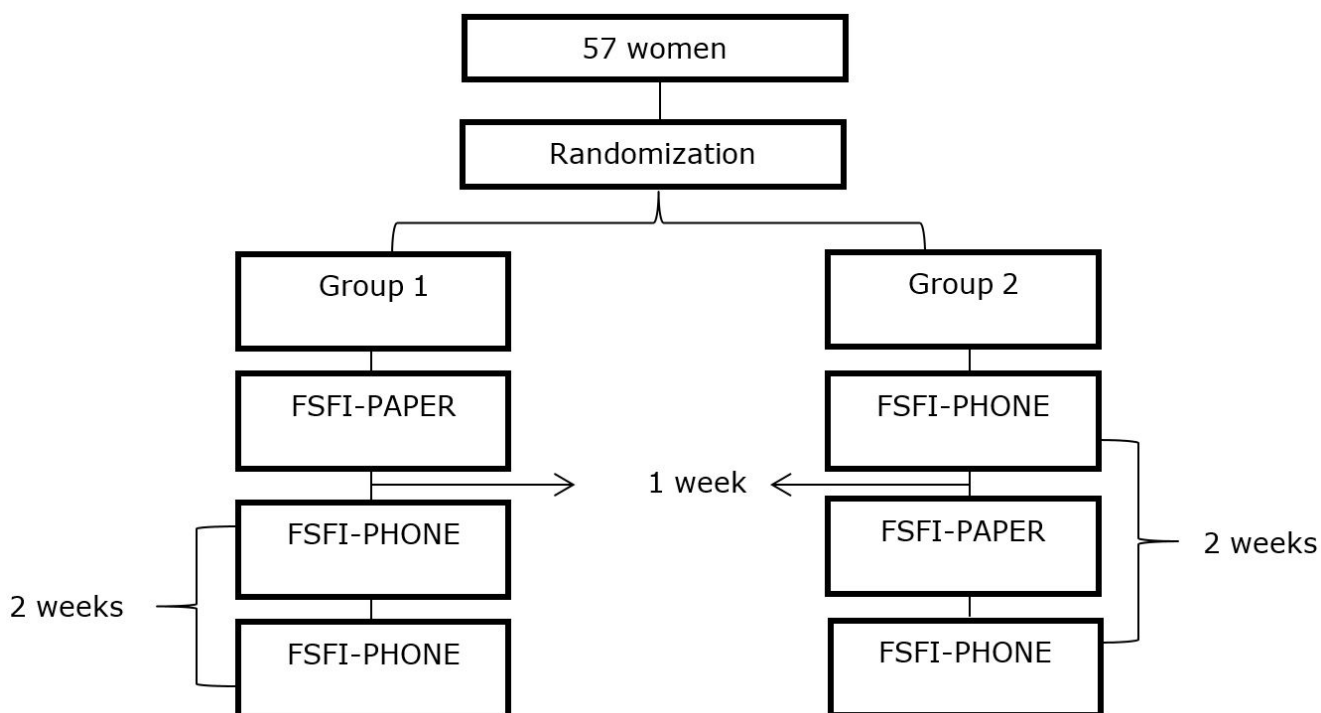 57 women
Randomization
Group 1
Group 2
FSFI-PAPER
FSFI-PHONE
1 week
FSFI-PHONE
FSFI-PAPER
2 weeks
2 weeks
FSFI-PHONE
FSFI-PHONE